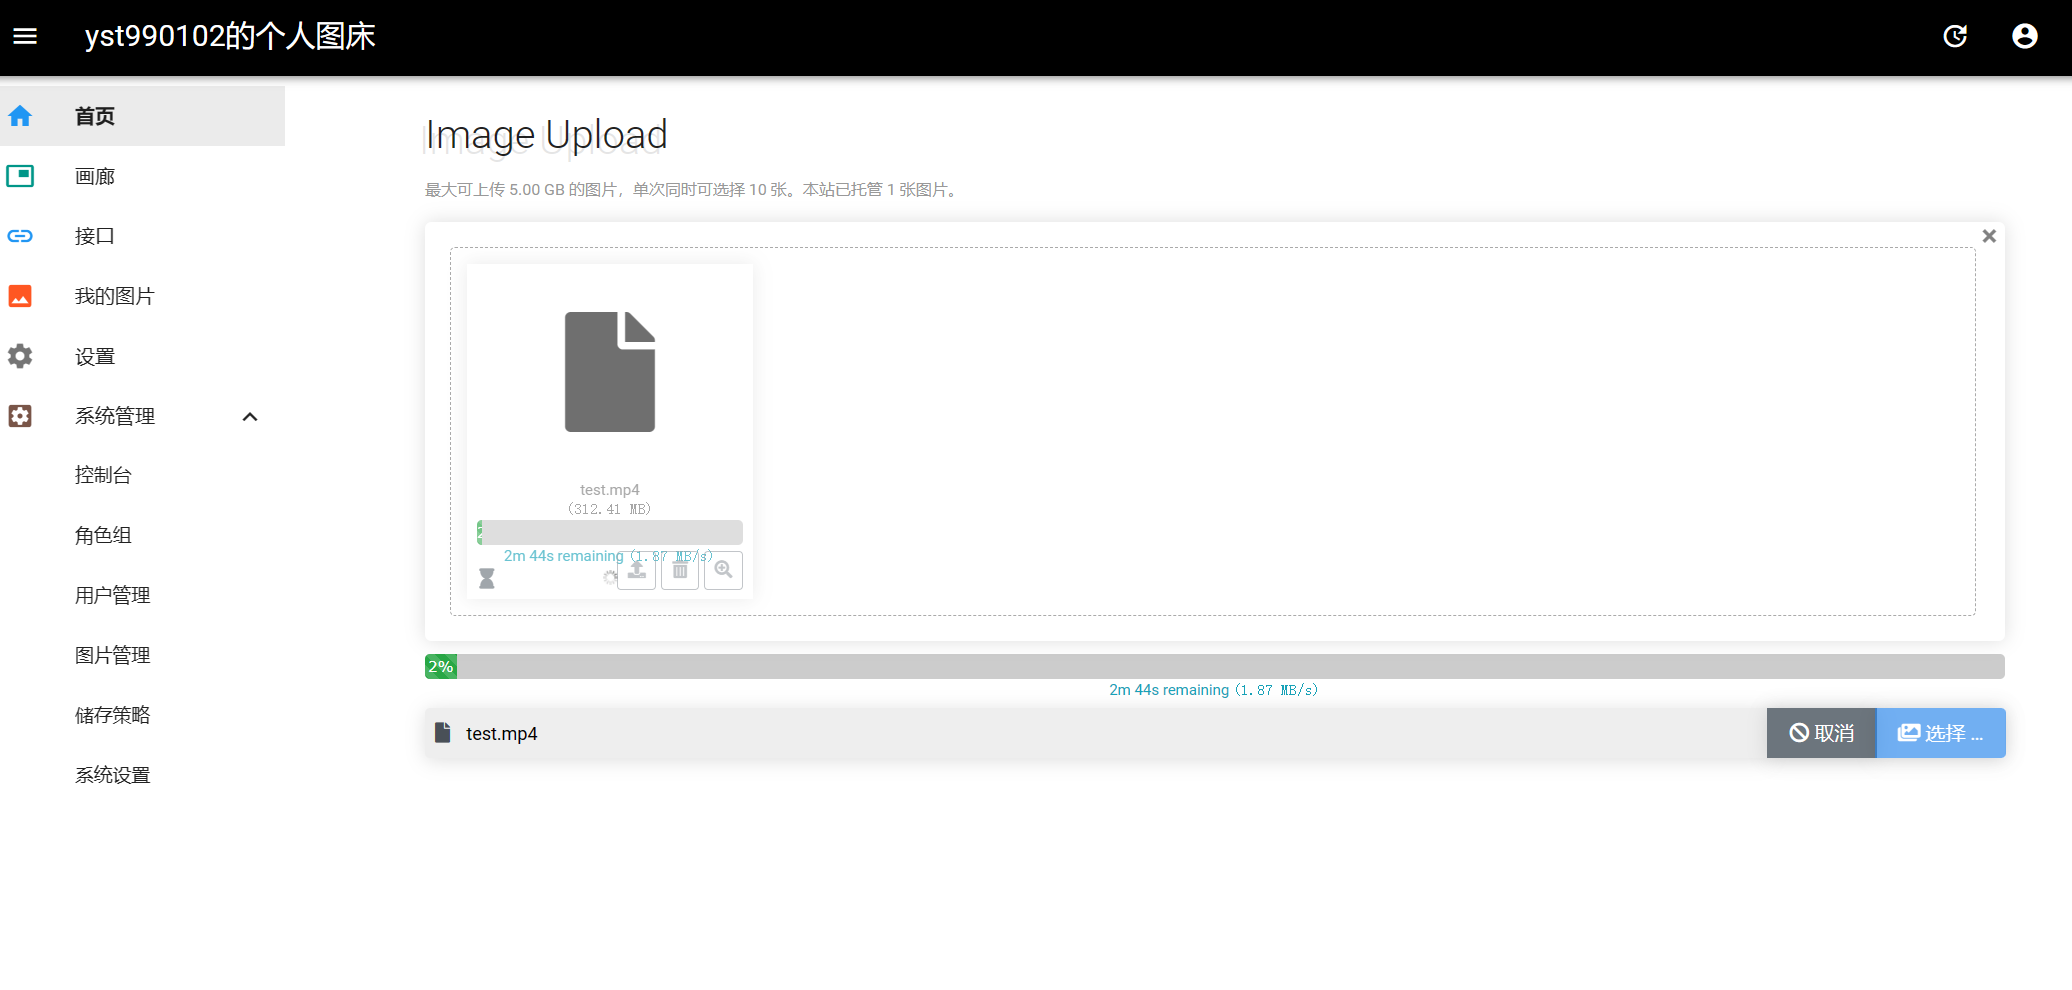 yst990102的个人图床
首页
画廊
接口
我的图片
设置
系统管理
控制台
角色组
用户管理
图片管理
储存策略
系统设置
Image Upload
最大可上传 5.00 GB 的图片，单次同时可选择 10 张。本站已托管 1 张图片。
test.mp4
(312.41 MB)
2m 44s remaining (1.87 MB/s)
2%
2m 44s remaining (1.87 MB/s)
test.mp4
取消
选择 ...